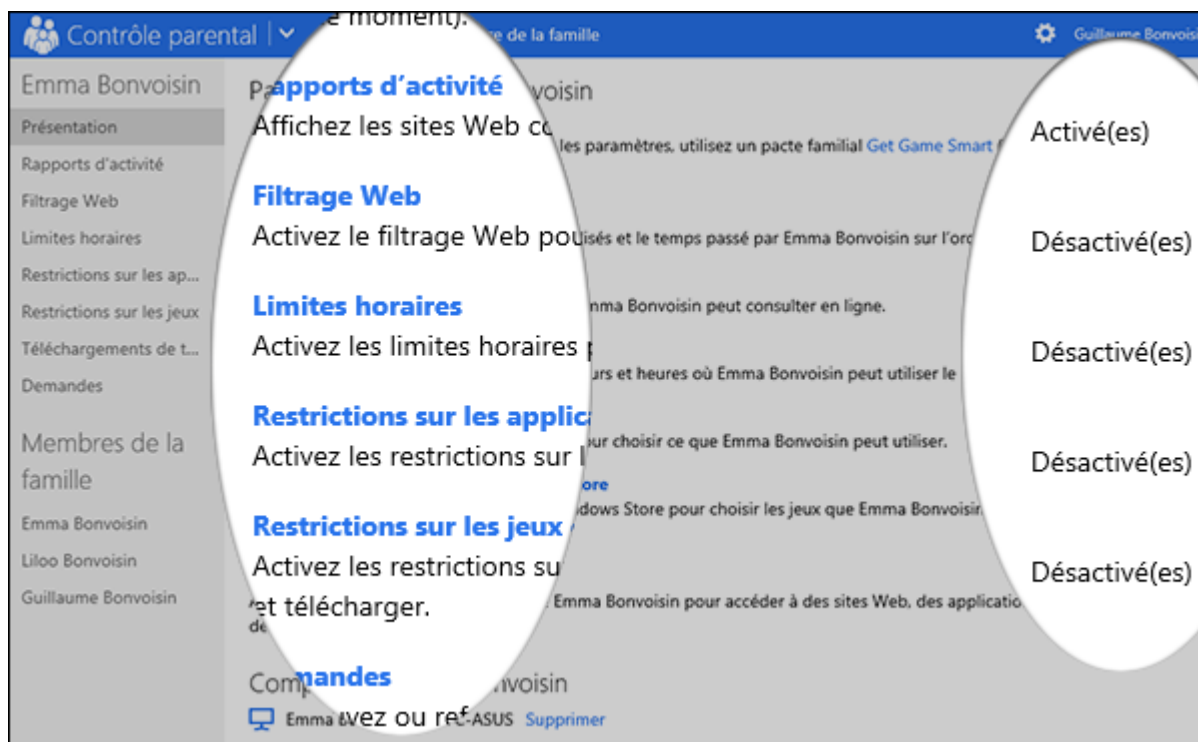 Contrôle parental
re de la famille
Guillaume Bonvoisi
Emma Bonvoisin
Présentation
Rapports d'activité
Filtrage Web
Limites horaires
Restrictions sur les ap...
Restrictions sur les jeux
Téléchargements de t...
Demandes
Membres de la
famille
Emma Bonvoisin
Liloo Bonvoisin
Guillaume Bonvoisin
e moment).
apports d'activité
Affichez les sites Web co
Filtrage Web
Activez le filtrage Web pou
Limites horaires
Activez les limites horaires p
Restrictions sur les applic
Activez les restrictions sur l
Restrictions sur les jeux
Activez les restrictions su
et télécharger.
mandes
vez ou ref
voisin
les paramètres, utilisez un pacte familial Get Game Smart
isés et le temps passé par Emma Bonvoisin sur l'ord
mma Bonvoisin peut consulter en ligne.
urs et heures où Emma Bonvoisin peut utiliser le
our choisir ce que Emma Bonvoisin peut utiliser.
ore
dows Store pour choisir les jeux que Emma Bonvoisin
Emma Bonvoisin pour accéder à des sites Web, des applicatio
de
Com nvoisin
Emma C-ASUS Supprimer
Activé(es)
Désactivé(es)
Désactivé(es)
Désactivé(es)
Désactivé(es)